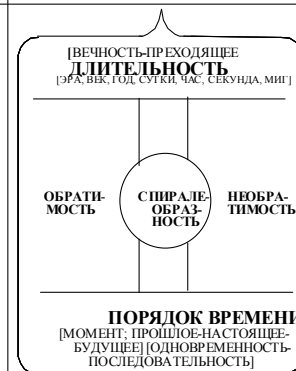 [ВЕЧНОСТЬ-ПРЕХОДЯЩЕЕ
ДЛИТЕЛЬНОСТЬ
[ЭРА, ВЕК, ГОД, СУТКИ, ЧАС, СЕКУНДА, МИГ]
ОБРАТИ-
МОСТЬ
СПИРАЛЕ-
ОБРАЗ-
НОСТЬ
НЕОБРА-
ТИМОСТЬ
ПОРЯДОК ВРЕМЕНИ
[МОМЕНТ; ПРОШЛОЕ-НАСТОЯЩЕЕ-
БУДУЩЕЕ] [ОДНОВРЕМЕННОСТЬ-
ПОСЛЕДОВАТЕЛЬНОСТЬ]